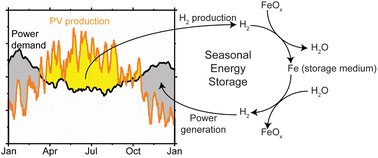 PV production
Power
demand
Jan
Apr
Jul
Oct
Jan
H₂ production
H₂
FeOₓ
H₂O
Seasonal
Energy
Storage
Fe (storage medium)
H₂O
H₂
FeOₓ
Power
generation